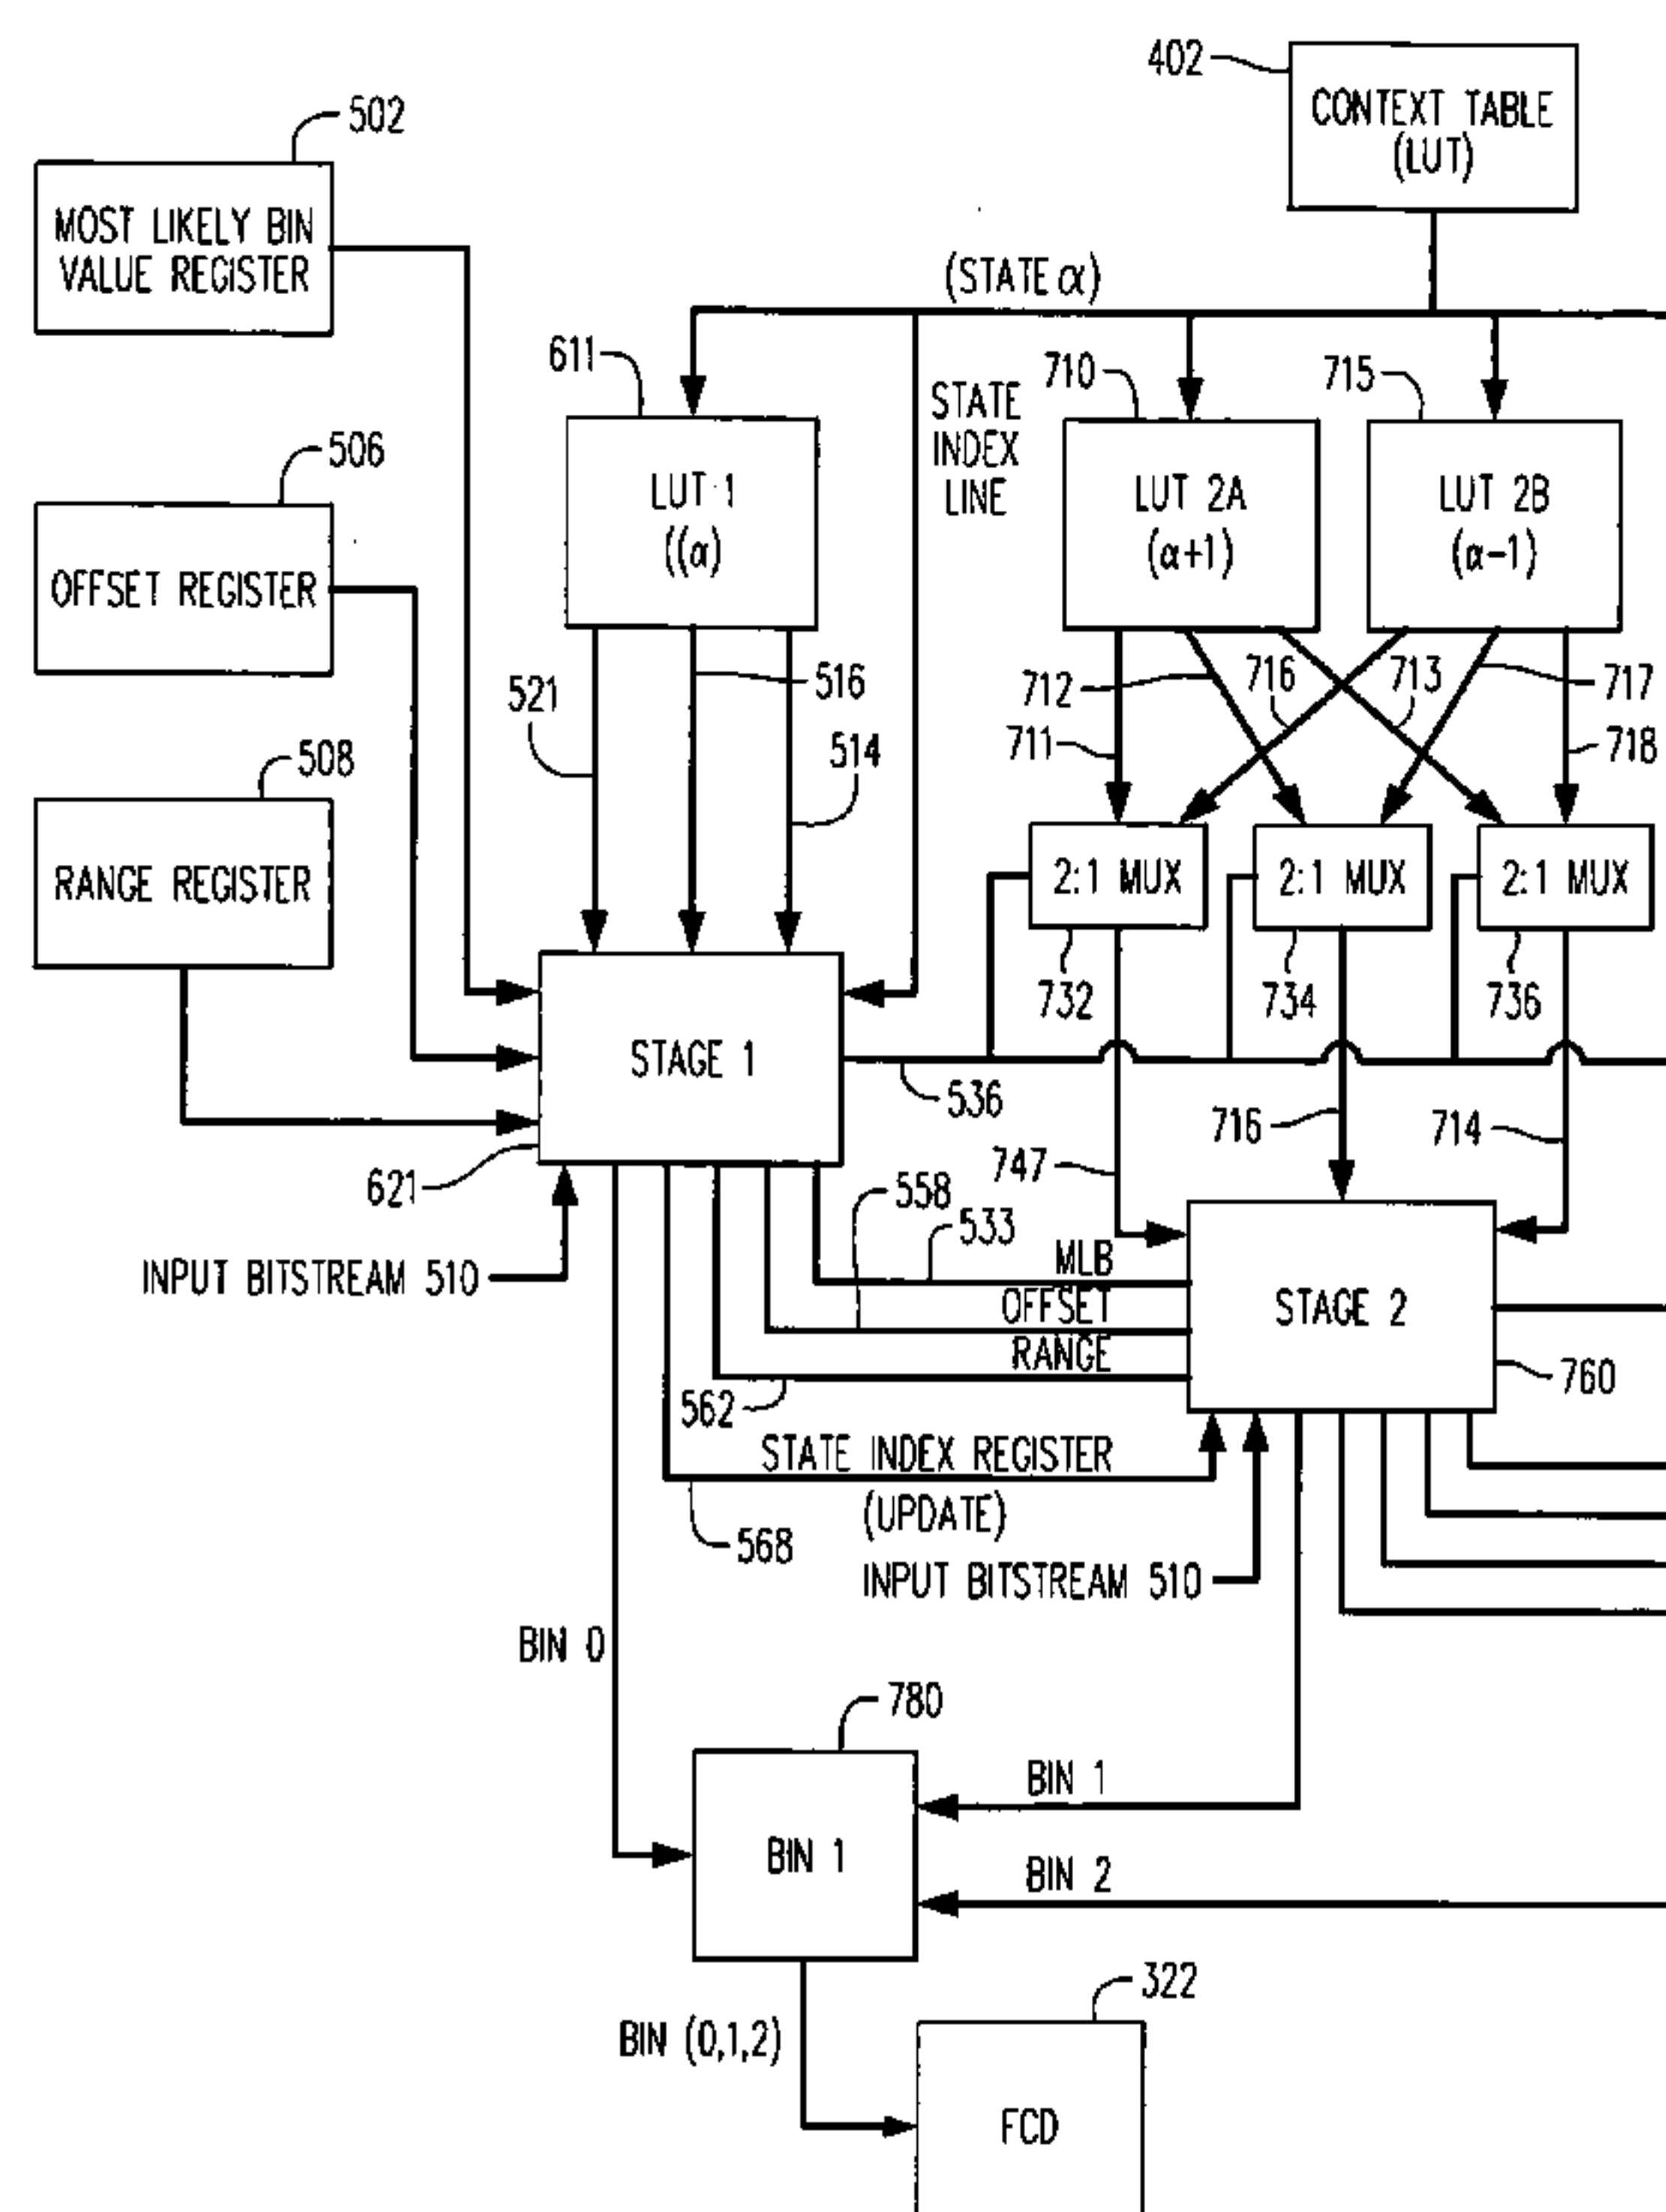 402
CONTEXT TABLE
(LUT)
502
MOST LIKELY BIN
VALUE REGISTER
(STATE α)
611
STATE
INDEX
LINE
710
715
506
OFFSET REGISTER
LUT 1
((α)
LUT 2A
(α+1)
LUT 2B
(α-1)
521
516
514
712
716
713
717
711
718
508
RANGE REGISTER
2:1 MUX
2:1 MUX
2:1 MUX
732
734
736
STAGE 1
536
621
747
716
714
558
533
INPUT BITSTREAM 510
MLB
OFFSET
RANGE
STAGE 2
760
562
STATE INDEX REGISTER
(UPDATE)
568
INPUT BITSTREAM 510
BIN 0
780
BIN 1
BIN 1
BIN 2
322
BIN (0,1,2)
FCD